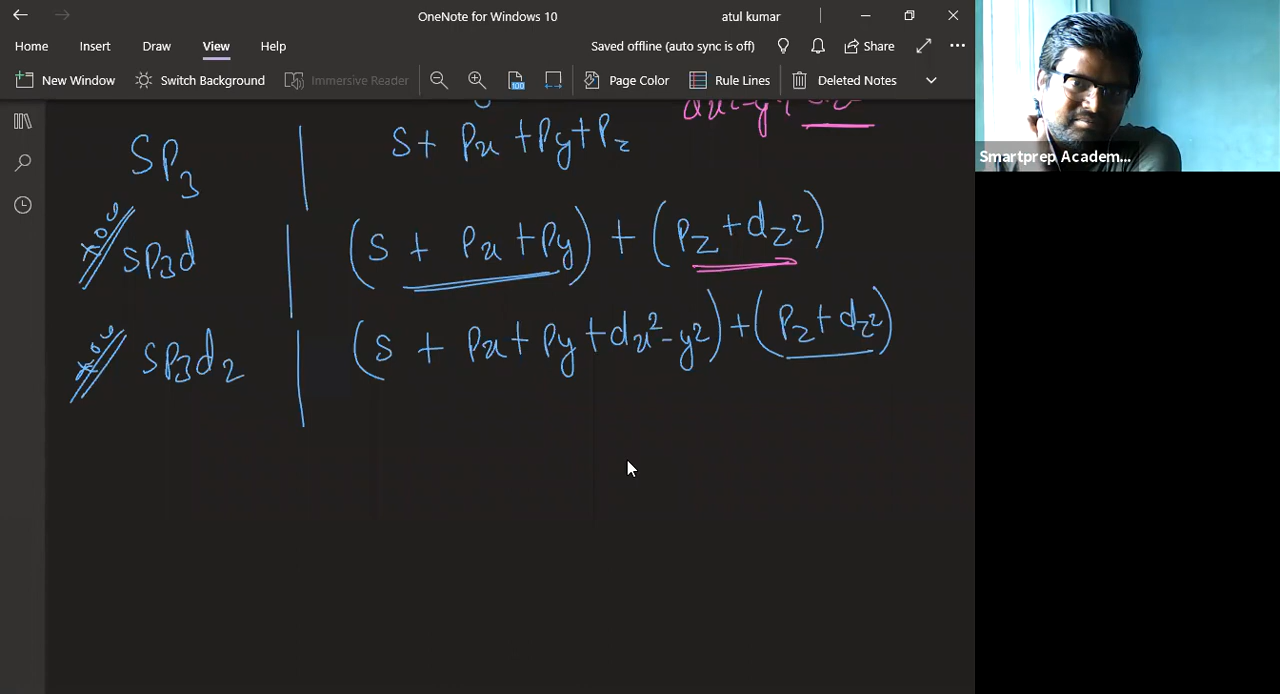 OneNote for Windows 10
atul kumar
Home Insert Draw View Help
Saved offline (auto sync is off) Share
New Window Switch Background Immersive Reader 100 Page Color Rule Lines Deleted Notes
SP3 | S + Px + Py + Pz
SP3d | (S + Px + Py) + (Pz + dz2)
SP3d2 | (S + Px + Py + dx2-y2) + (Pz + dz2)
Smartprep Academ...